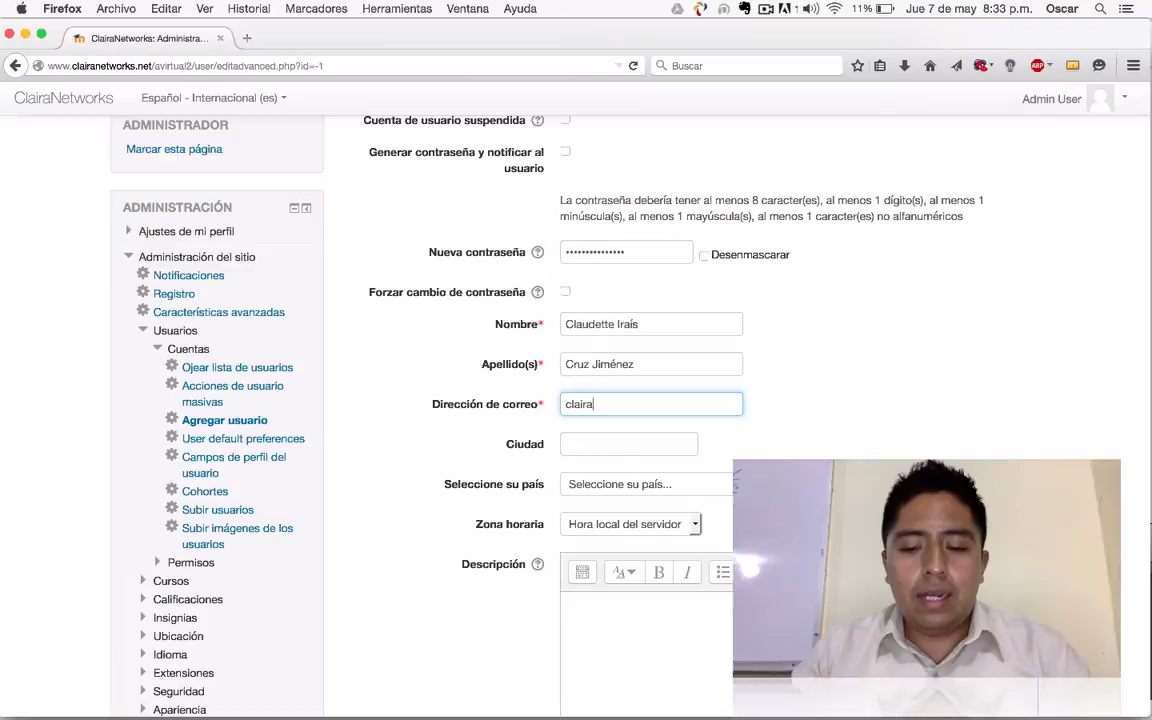 Firefox Archivo Editar Ver Historial Marcadores Herramientas Ventana Ayuda 1 11% Jue 7 de may 8:33 p.m. Oscar
ClairaNetworks: Administra... × +
www.clairanetworks.net/avirtual2/user/editadvanced.php?id=-1 Buscar ABP
ClairaNetworks Español - Internacional (es) Admin User
ADMINISTRADOR
Marcar esta página
ADMINISTRACIÓN
Ajustes de mi perfil
Administración del sitio
Notificaciones
Registro
Características avanzadas
Usuarios
Cuentas
Ojear lista de usuarios
Acciones de usuario
masivas
Agregar usuario
User default preferences
Campos de perfil del
usuario
Cohortes
Subir usuarios
Subir imágenes de los
usuarios
Permisos
Cursos
Calificaciones
Insignias
Ubicación
Idioma
Extensiones
Seguridad
Apariencia
Cuenta de usuario suspendida ?
Generar contraseña y notificar al
usuario
La contraseña debería tener al menos 8 caracter(es), al menos 1 dígito(s), al menos 1
minúscula(s), al menos 1 mayúscula(s), al menos 1 caracter(es) no alfanuméricos
Nueva contraseña ? ••••••••••••••• Desenmascarar
Forzar cambio de contraseña ?
Nombre* Claudette Iraís
Apellido(s)* Cruz Jiménez
Dirección de correo* claira
Ciudad
Seleccione su país Seleccione su país...
Zona horaria Hora local del servidor
Descripción ? B I